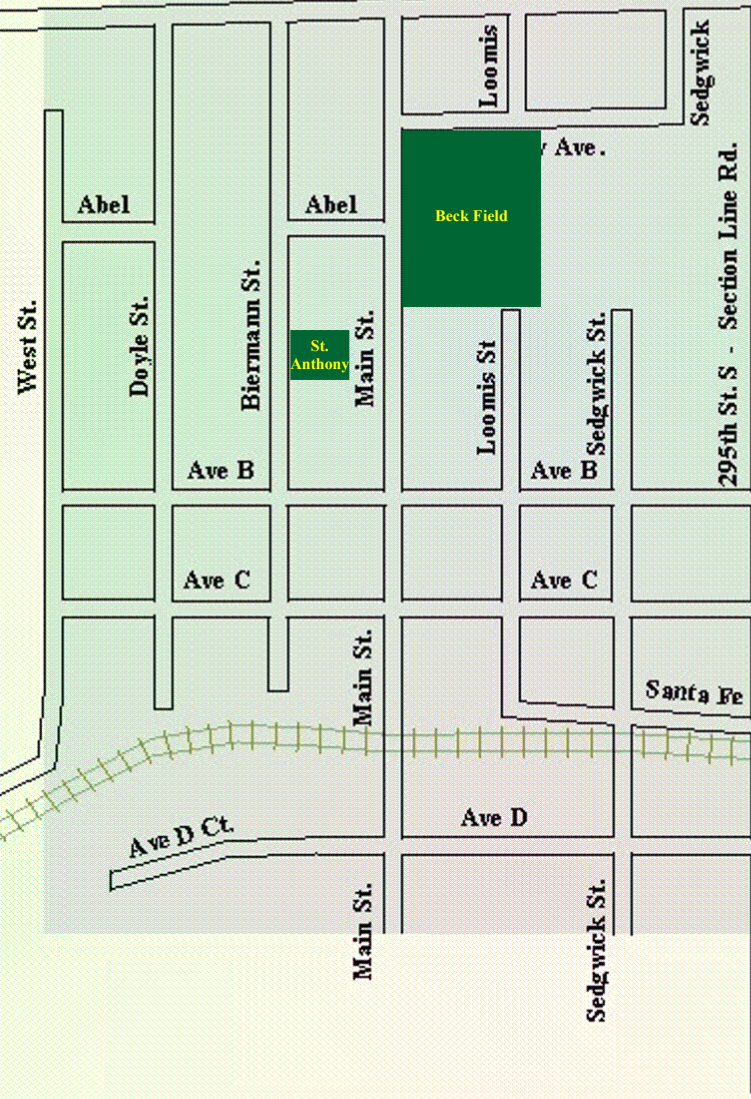 Loomis
Sedgwick
Ave.
Abel
Abel
Beck Field
295th St. S - Section Line Rd.
West St.
Doyle St.
Biermann St.
St.
Anthony
Main St.
Loomis St
Sedgwick St.
Ave B
Ave B
Ave C
Ave C
Main St.
Santa Fe
Ave D Ct.
Ave D
Main St.
Sedgwick St.